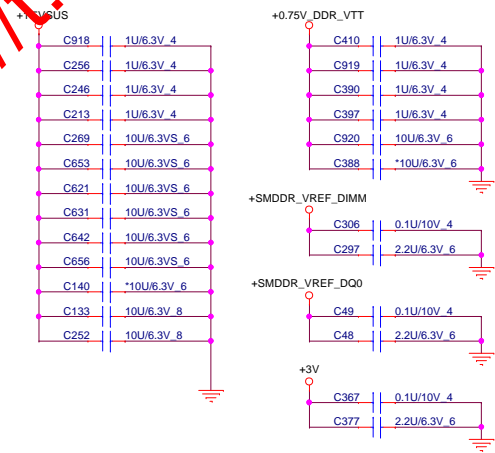 +1.5VSUS
C918 1U/6.3V_4
C256 1U/6.3V_4
C246 1U/6.3V_4
C213 1U/6.3V_4
C269 10U/6.3VS_6
C653 10U/6.3VS_6
C621 10U/6.3VS_6
C631 10U/6.3VS_6
C642 10U/6.3VS_6
C656 10U/6.3VS_6
C140 *10U/6.3V_6
C133 10U/6.3V_8
C252 10U/6.3V_8
+0.75V_DDR_VTT
C410 1U/6.3V_4
C919 1U/6.3V_4
C390 1U/6.3V_4
C397 1U/6.3V_4
C920 10U/6.3V_6
C388 *10U/6.3V_6
+SMDDR_VREF_DIMM
C306 0.1U/10V_4
C297 2.2U/6.3V_6
+SMDDR_VREF_DQ0
C49 0.1U/10V_4
C48 2.2U/6.3V_6
+3V
C367 0.1U/10V_4
C377 2.2U/6.3V_6